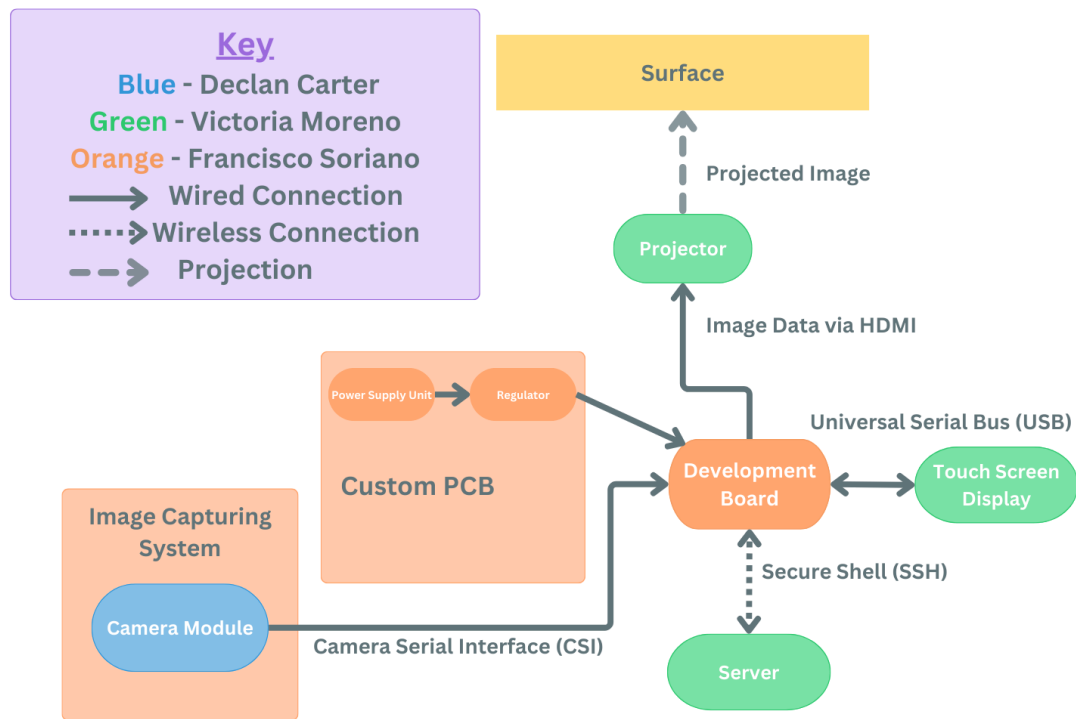 Key
Blue - Declan Carter
Green - Victoria Moreno
Orange - Francisco Soriano
Wired Connection
Wireless Connection
Projection
Surface
Projected Image
Projector
Image Data via HDMI
Power Supply Unit
Regulator
Custom PCB
Universal Serial Bus (USB)
Development
Board
Touch Screen
Display
Image Capturing
System
Camera Module
Camera Serial Interface (CSI)
Secure Shell (SSH)
Server